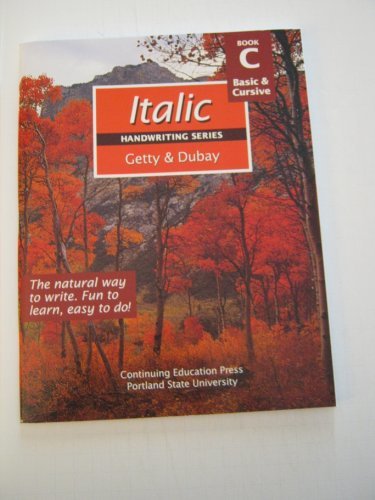 BOOK
C
Basic &
Cursive
Italic
HANDWRITING SERIES
Getty & Dubay
The natural way
to write. Fun to
learn, easy to do!
Continuing Education Press
Portland State University